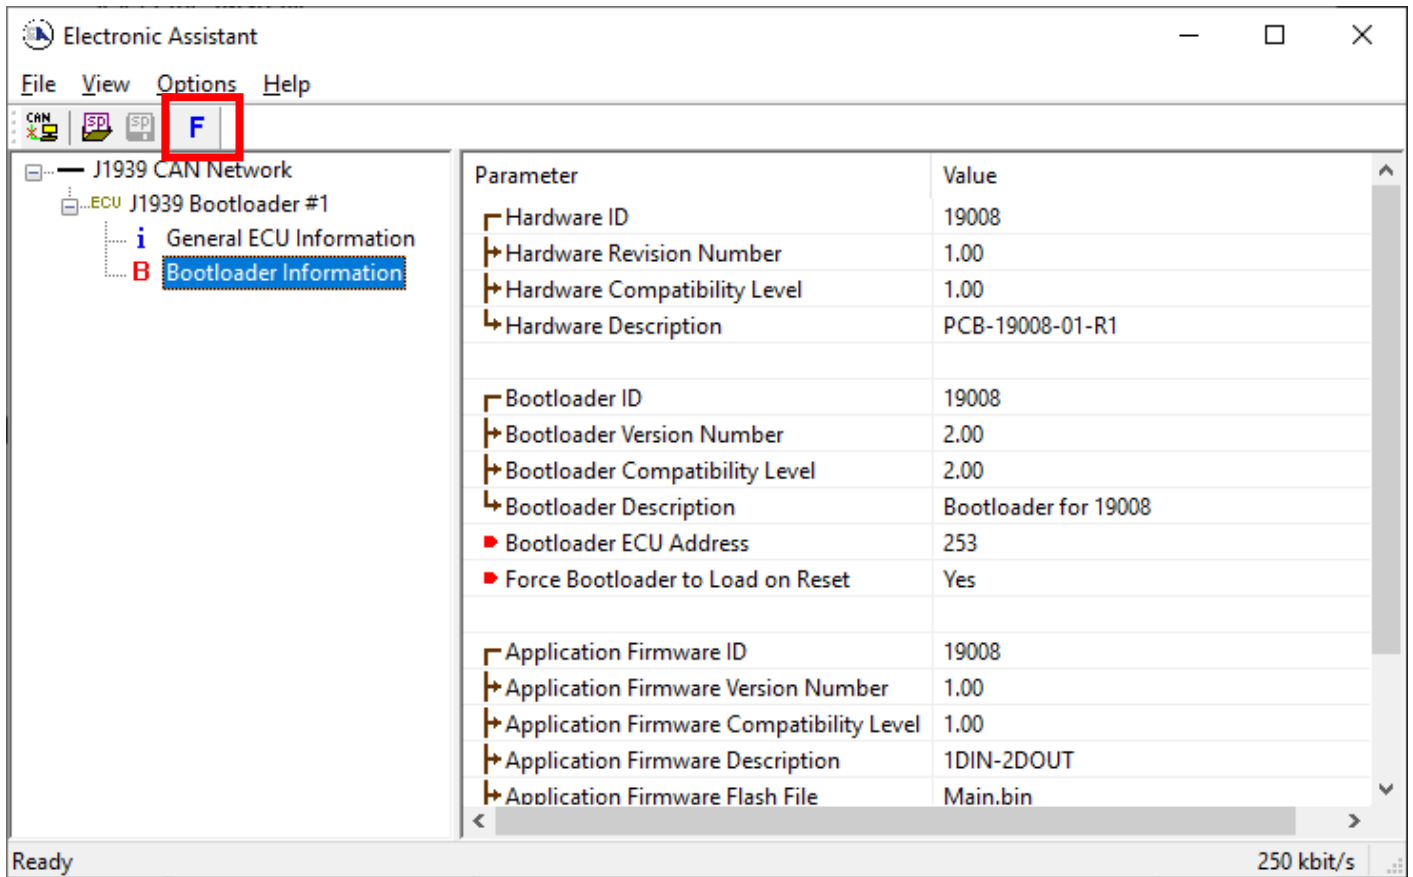 Electronic Assistant
File View Options Help
CAN SP SP F
J1939 CAN Network
ECU J1939 Bootloader #1
i General ECU Information
B Bootloader Information
Parameter Value
Hardware ID 19008
Hardware Revision Number 1.00
Hardware Compatibility Level 1.00
Hardware Description PCB-19008-01-R1
Bootloader ID 19008
Bootloader Version Number 2.00
Bootloader Compatibility Level 2.00
Bootloader Description Bootloader for 19008
Bootloader ECU Address 253
Force Bootloader to Load on Reset Yes
Application Firmware ID 19008
Application Firmware Version Number 1.00
Application Firmware Compatibility Level 1.00
Application Firmware Description 1DIN-2DOUT
Application Firmware Flash File Main.bin
Ready 250 kbit/s